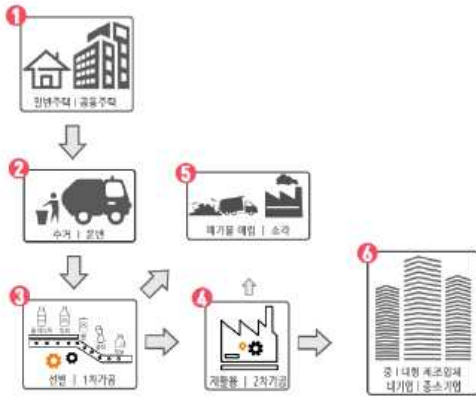 1
일반주택 | 공동주택
2
수거 | 운반
5
폐기물 매립 | 소각
3
선별 | 1차가공
4
재활용 | 2차가공
6
중 | 대형 제조업체
대기업 | 중소기업